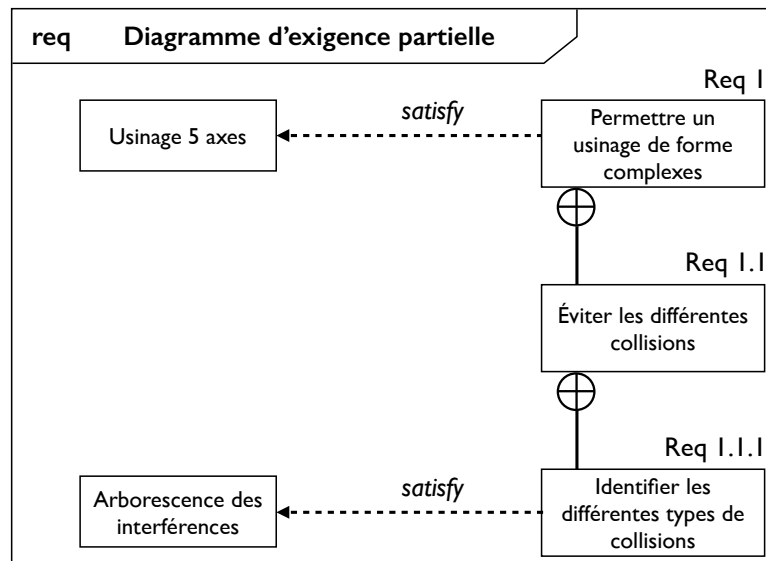 req Diagramme d'exigence partielle
Req 1
Usinage 5 axes
satisfy
Permettre un
usinage de forme
complexes
Req 1.1
Éviter les différentes
collisions
Req 1.1.1
Arborescence des
interférences
satisfy
Identifier les
différentes types de
collisions